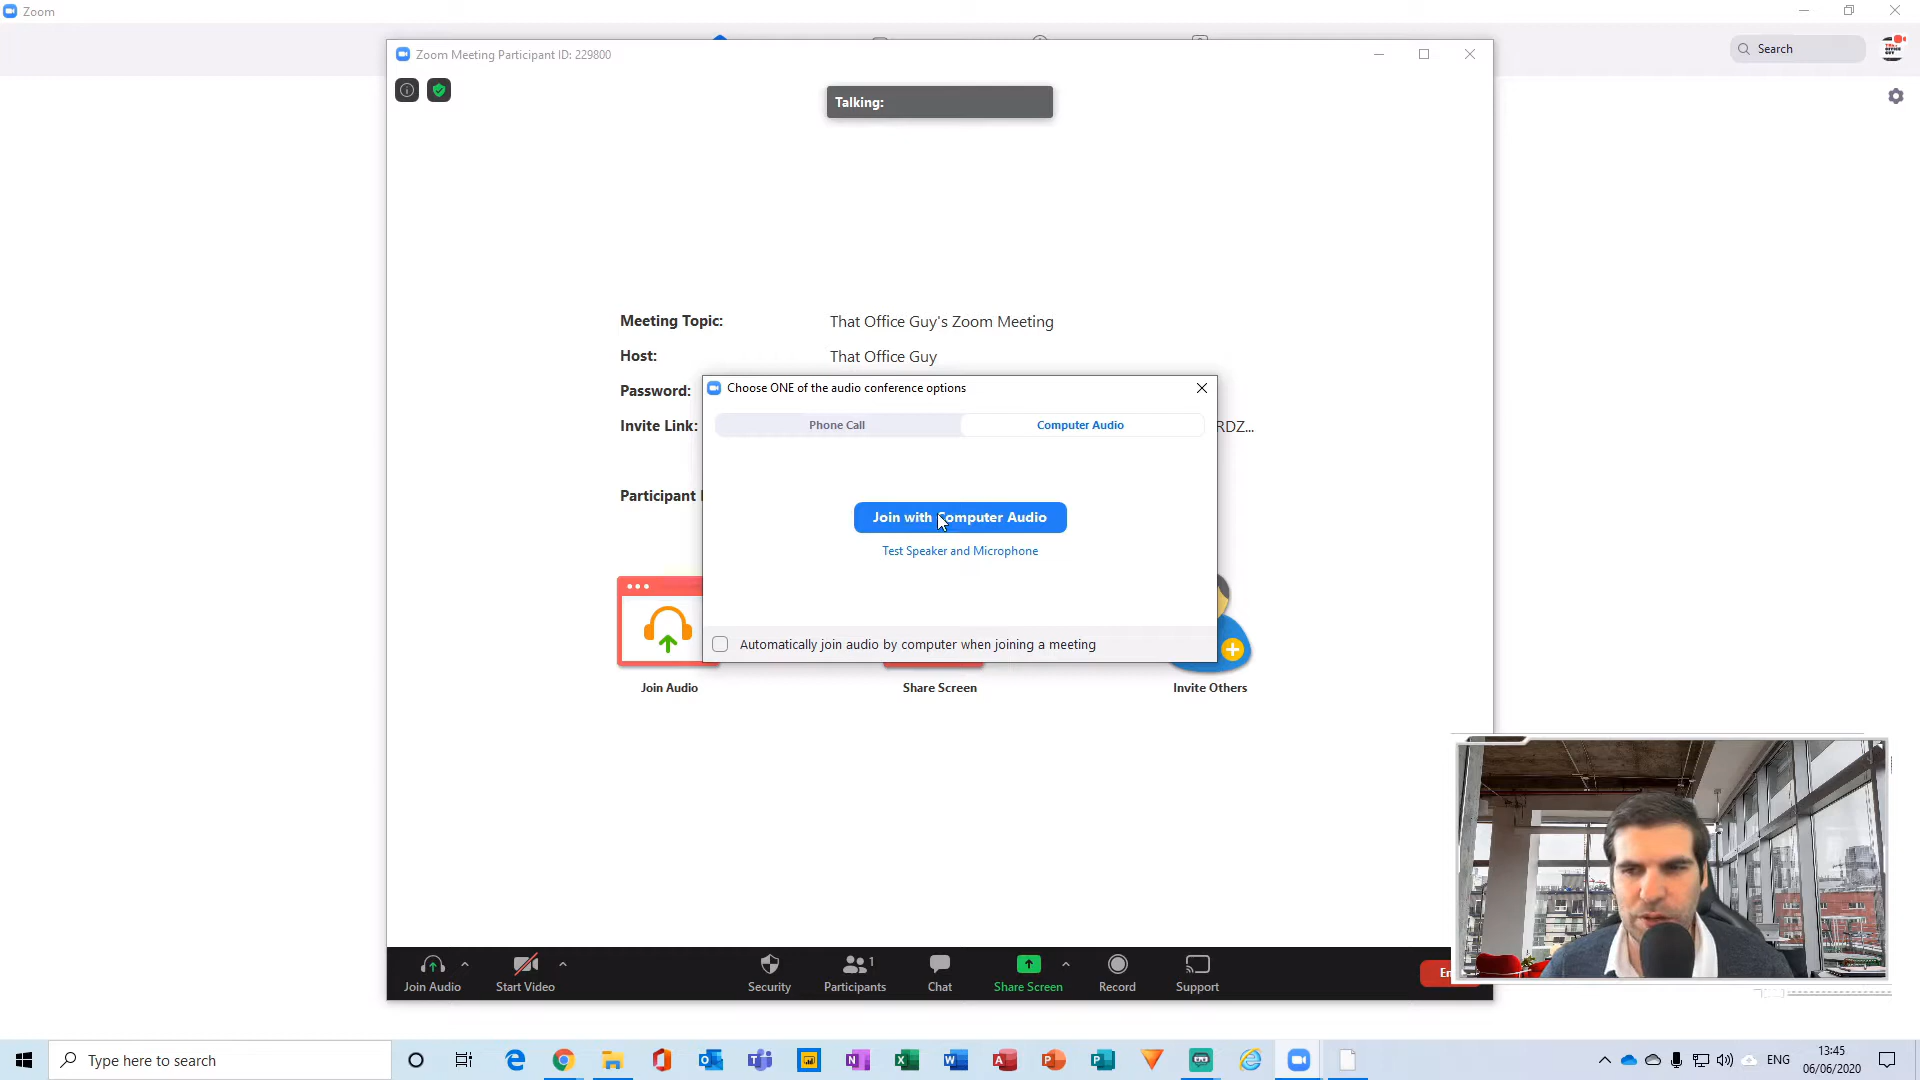 Zoom
Search
Zoom Meeting Participant ID: 229800
Talking:
Meeting Topic: That Office Guy's Zoom Meeting
Host: That Office Guy
Password:
Invite Link: RDZ...
Participant
Choose ONE of the audio conference options
Phone Call Computer Audio
Join with Computer Audio
Test Speaker and Microphone
Automatically join audio by computer when joining a meeting
Join Audio Share Screen Invite Others
Join Audio Start Video Security Participants 1 Chat Share Screen Record Support
Type here to search
ENG
13:45
06/06/2020